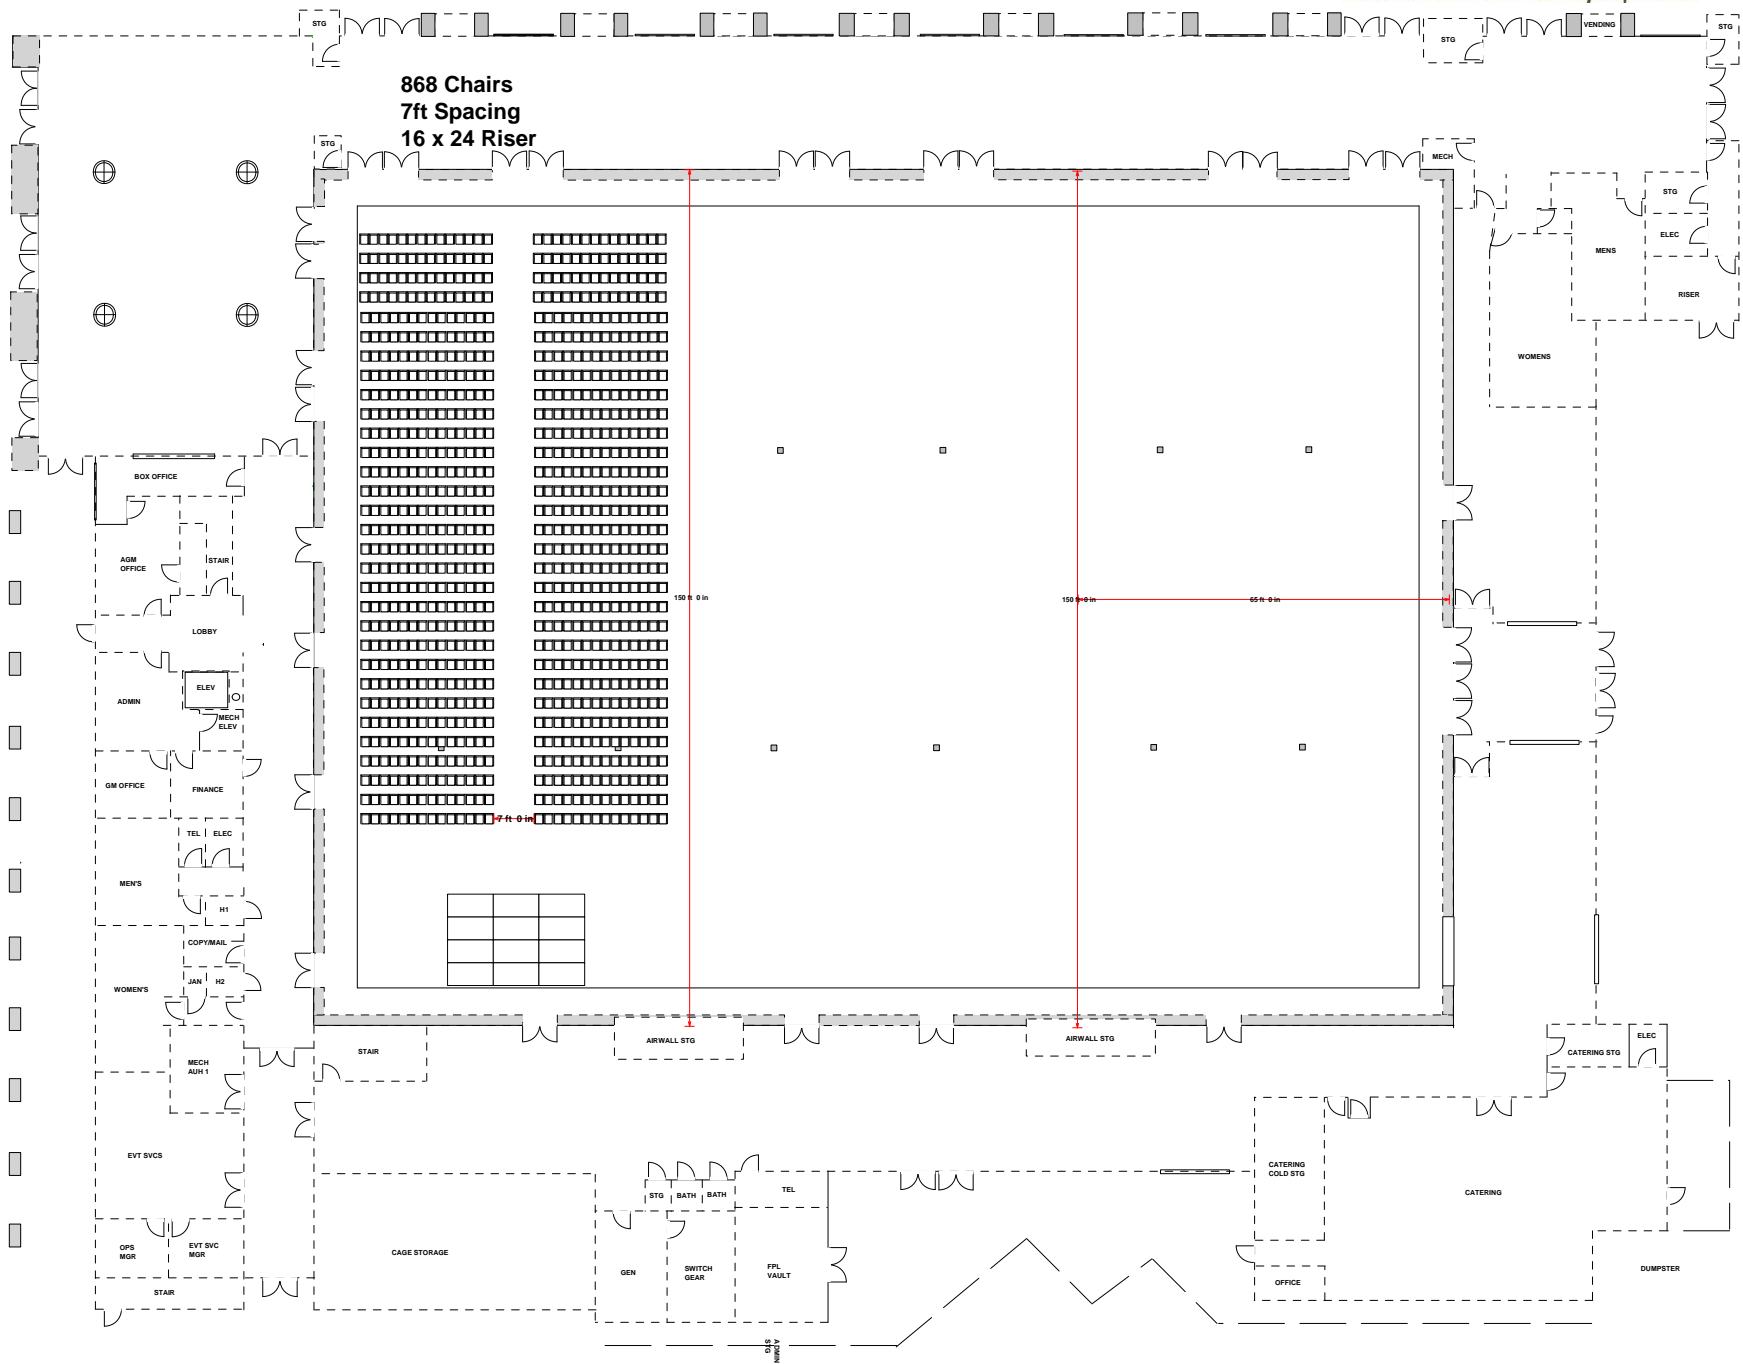 STG
VENDING
STG
STG
868 Chairs
7ft Spacing
16 x 24 Riser
STG
MECH
STG
ELEC
MENS
RISER
WOMENS
BOX OFFICE
AGM
OFFICE
STAIR
LOBBY
150 ft 0 in
150 ft 0 in
65 ft 0 in
ELEV
ADMIN
MECH
ELEV
GM OFFICE
FINANCE
7 ft 0 in
TEL
ELEC
MEN'S
H1
COPY/MAIL
JAN
H2
WOMEN'S
AIRWALL STG
AIRWALL STG
STAIR
MECH
AUH 1
ELEC
CATERING STG
EVT SVCS
CATERING
COLD STG
CATERING
STG
BATH
BATH
TEL
OPS
MGR
EVT SVC
MGR
CAGE STORAGE
GEN
SWITCH
GEAR
FPL
VAULT
OFFICE
DUMPSTER
STAIR
ADMIN
STG